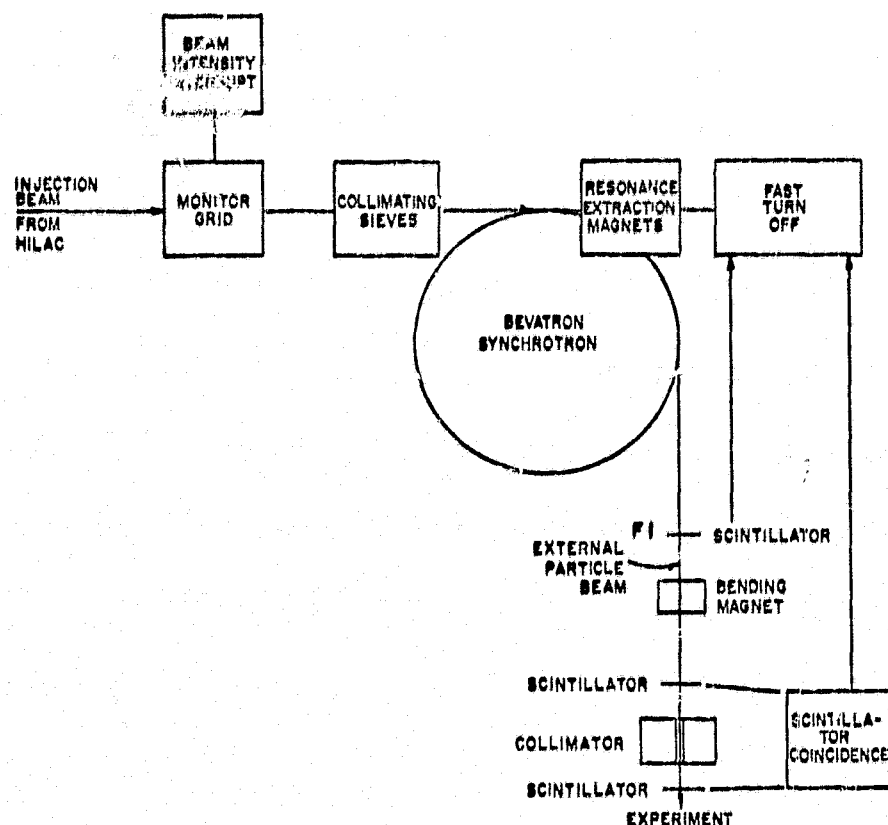 BEAM
INTENSITY
INJECTION
BEAM
FROM
HILAC
MONITOR
GRID
COLLIMATING
SIEVES
RESONANCE
EXTRACTION
MAGNETS
FAST
TURN
OFF
BEVATRON
SYNCHROTRON
F1
SCINTILLATOR
EXTERNAL
PARTICLE
BEAM
BENDING
MAGNET
SCINTILLATOR
COLLIMATOR
SCINTILLA-
TOR
COINCIDENCE
SCINTILLATOR
EXPERIMENT